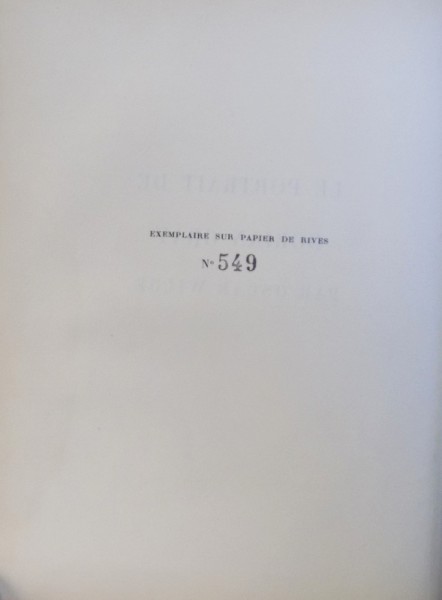 EXEMPLAIRE SUR PAPIER DE RIVES
N° 549